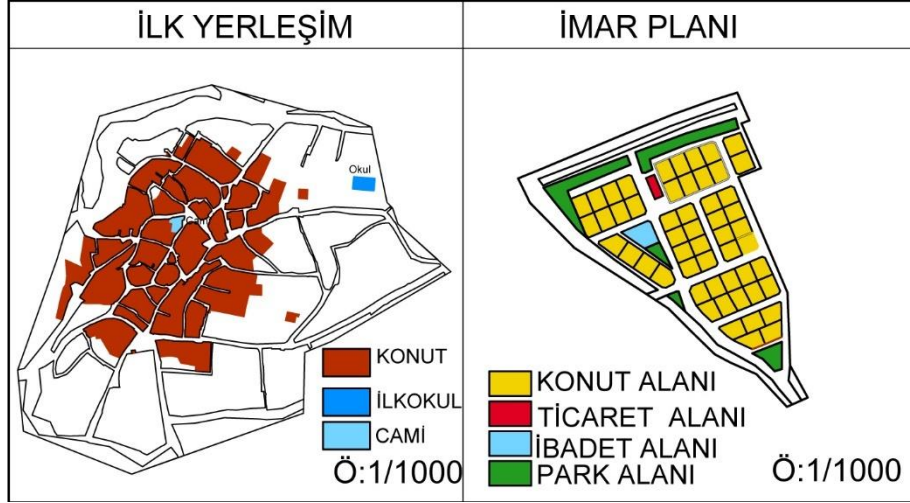 İLK YERLEŞİM
İMAR PLANI
Okul
KONUT
İLKOKUL
CAMİ
Ö:1/1000
KONUT ALANI
TİCARET ALANI
İBADET ALANI
PARK ALANI
Ö:1/1000